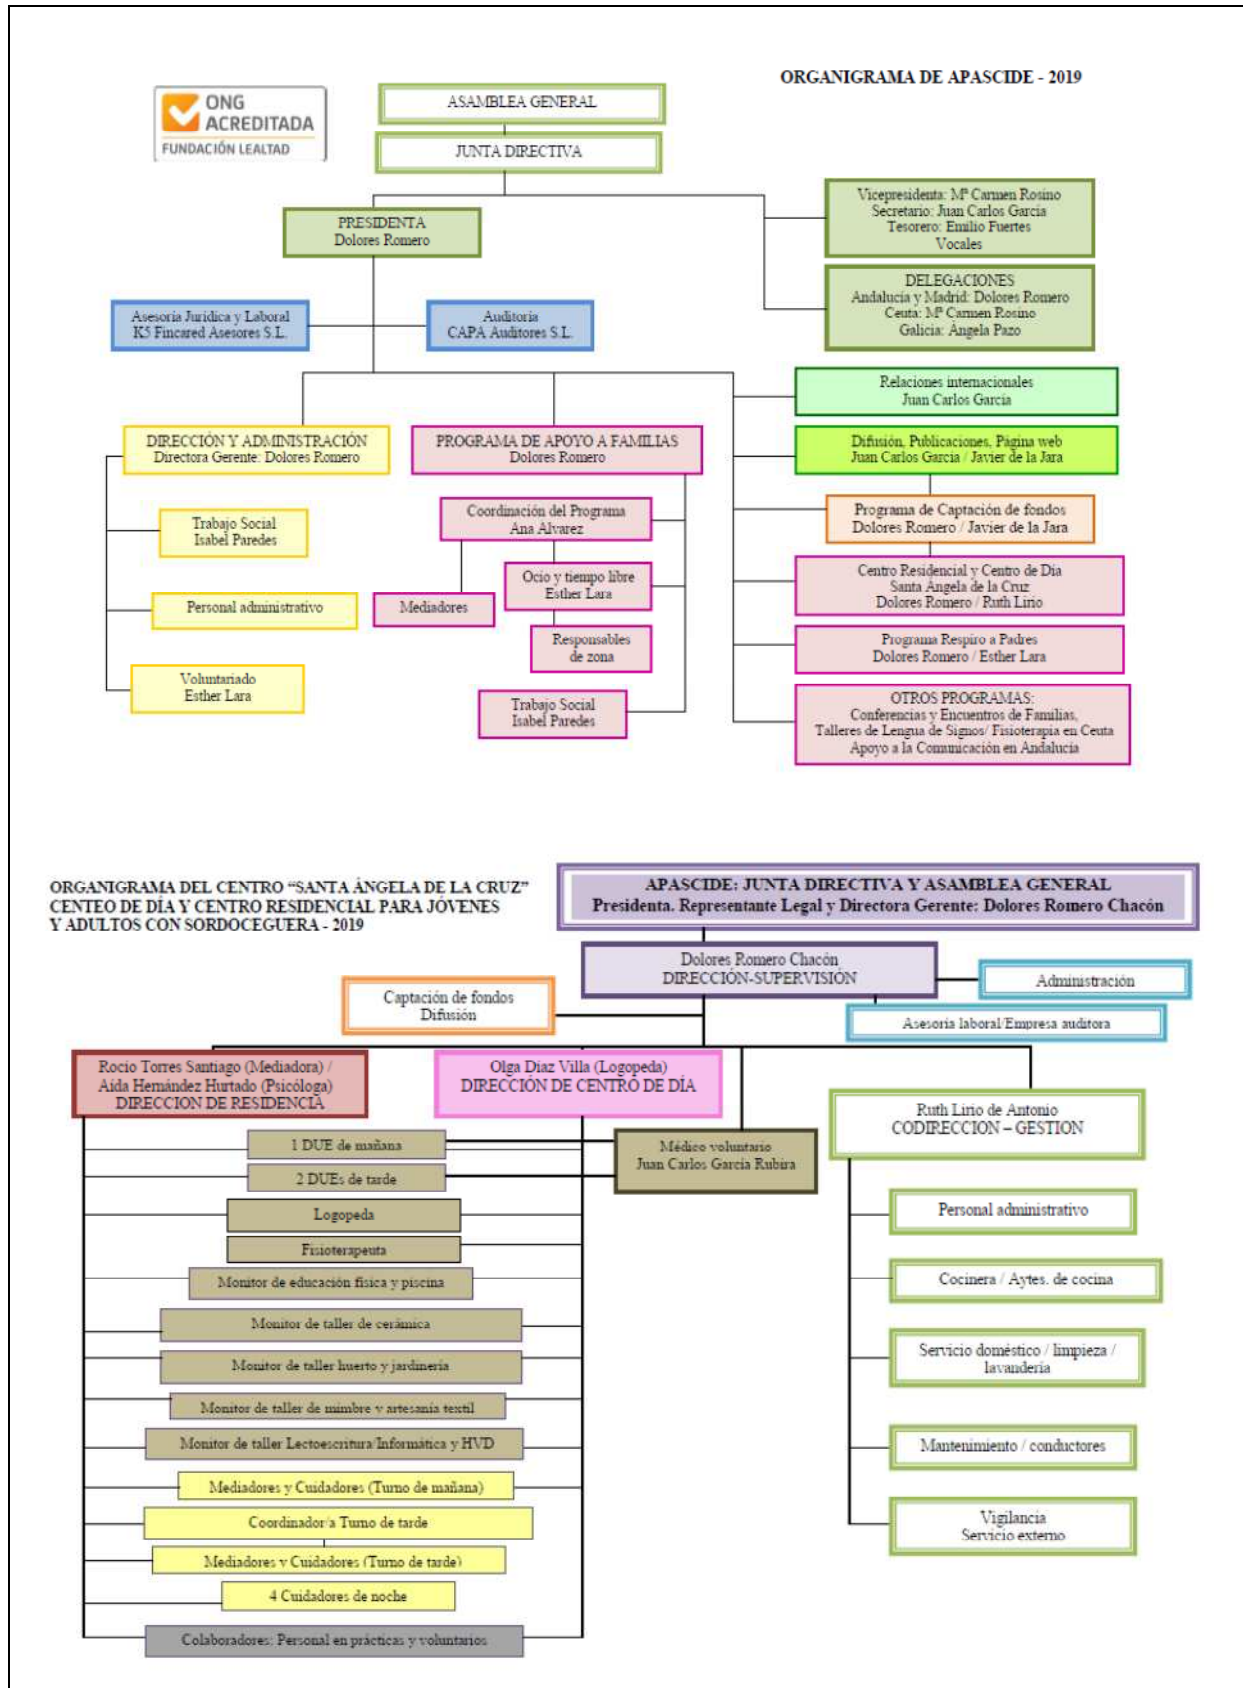 ORGANIGRAMA DE APASCIDE - 2019
ONG
ACREDITADA
FUNDACIÓN LEALTAD
ASAMBLEA GENERAL
JUNTA DIRECTIVA
PRESIDENTA
Dolores Romero
Vicepresidenta: Mª Carmen Rosino
Secretario: Juan Carlos García
Tesorero: Emilio Fuertes
Vocales
DELEGACIONES
Andalucía y Madrid: Dolores Romero
Ceuta: Mª Carmen Rosino
Galicia: Ángela Pazo
Asesoría Jurídica y Laboral
K5 Fincared Asesores S.L.
Auditoría
CAPA Auditores S.L.
Relaciones internacionales
Juan Carlos García
DIRECCIÓN Y ADMINISTRACIÓN
Directora Gerente: Dolores Romero
PROGRAMA DE APOYO A FAMILIAS
Dolores Romero
Difusión, Publicaciones, Página web
Juan Carlos García / Javier de la Jara
Trabajo Social
Isabel Paredes
Coordinación del Programa
Ana Alvarez
Programa de Captación de fondos
Dolores Romero / Javier de la Jara
Personal administrativo
Mediadores
Ocio y tiempo libre
Esther Lara
Centro Residencial y Centro de Día
Santa Ángela de la Cruz
Dolores Romero / Ruth Lirio
Responsables
de zona
Programa Respiro a Padres
Dolores Romero / Esther Lara
Voluntariado
Esther Lara
Trabajo Social
Isabel Paredes
OTROS PROGRAMAS:
Conferencias y Encuentros de Familias,
Talleres de Lengua de Signos/ Fisioterapia en Ceuta
Apoyo a la Comunicación en Andalucía
ORGANIGRAMA DEL CENTRO “SANTA ÁNGELA DE LA CRUZ”
CENTEO DE DÍA Y CENTRO RESIDENCIAL PARA JÓVENES
Y ADULTOS CON SORDOCEGUERA - 2019
APASCIDE: JUNTA DIRECTIVA Y ASAMBLEA GENERAL
Presidenta. Representante Legal y Directora Gerente: Dolores Romero Chacón
Dolores Romero Chacón
DIRECCIÓN-SUPERVISIÓN
Administración
Captación de fondos
Difusión
Asesoría laboral/Empresa auditora
Rocío Torres Santiago (Mediadora) /
Aída Hernández Hurtado (Psicóloga)
DIRECCION DE RESIDENCIA
Olga Díaz Villa (Logopeda)
DIRECCIÓN DE CENTRO DE DÍA
Ruth Lirio de Antonio
CODIRECCION – GESTION
1 DUE de mañana
2 DUEs de tarde
Médico voluntario
Juan Carlos García Rubira
Logopeda
Fisioterapeuta
Monitor de educación física y piscina
Monitor de taller de cerámica
Monitor de taller huerto y jardinería
Monitor de taller de mimbre y artesanía textil
Monitor de taller Lectoescritura/Informática y HVD
Mediadores y Cuidadores (Turno de mañana)
Coordinador/a Turno de tarde
Mediadores y Cuidadores (Turno de tarde)
4 Cuidadores de noche
Colaboradores: Personal en prácticas y voluntarios
Personal administrativo
Cocinera / Aytes. de cocina
Servicio doméstico / limpieza /
lavandería
Mantenimiento / conductores
Vigilancia
Servicio externo